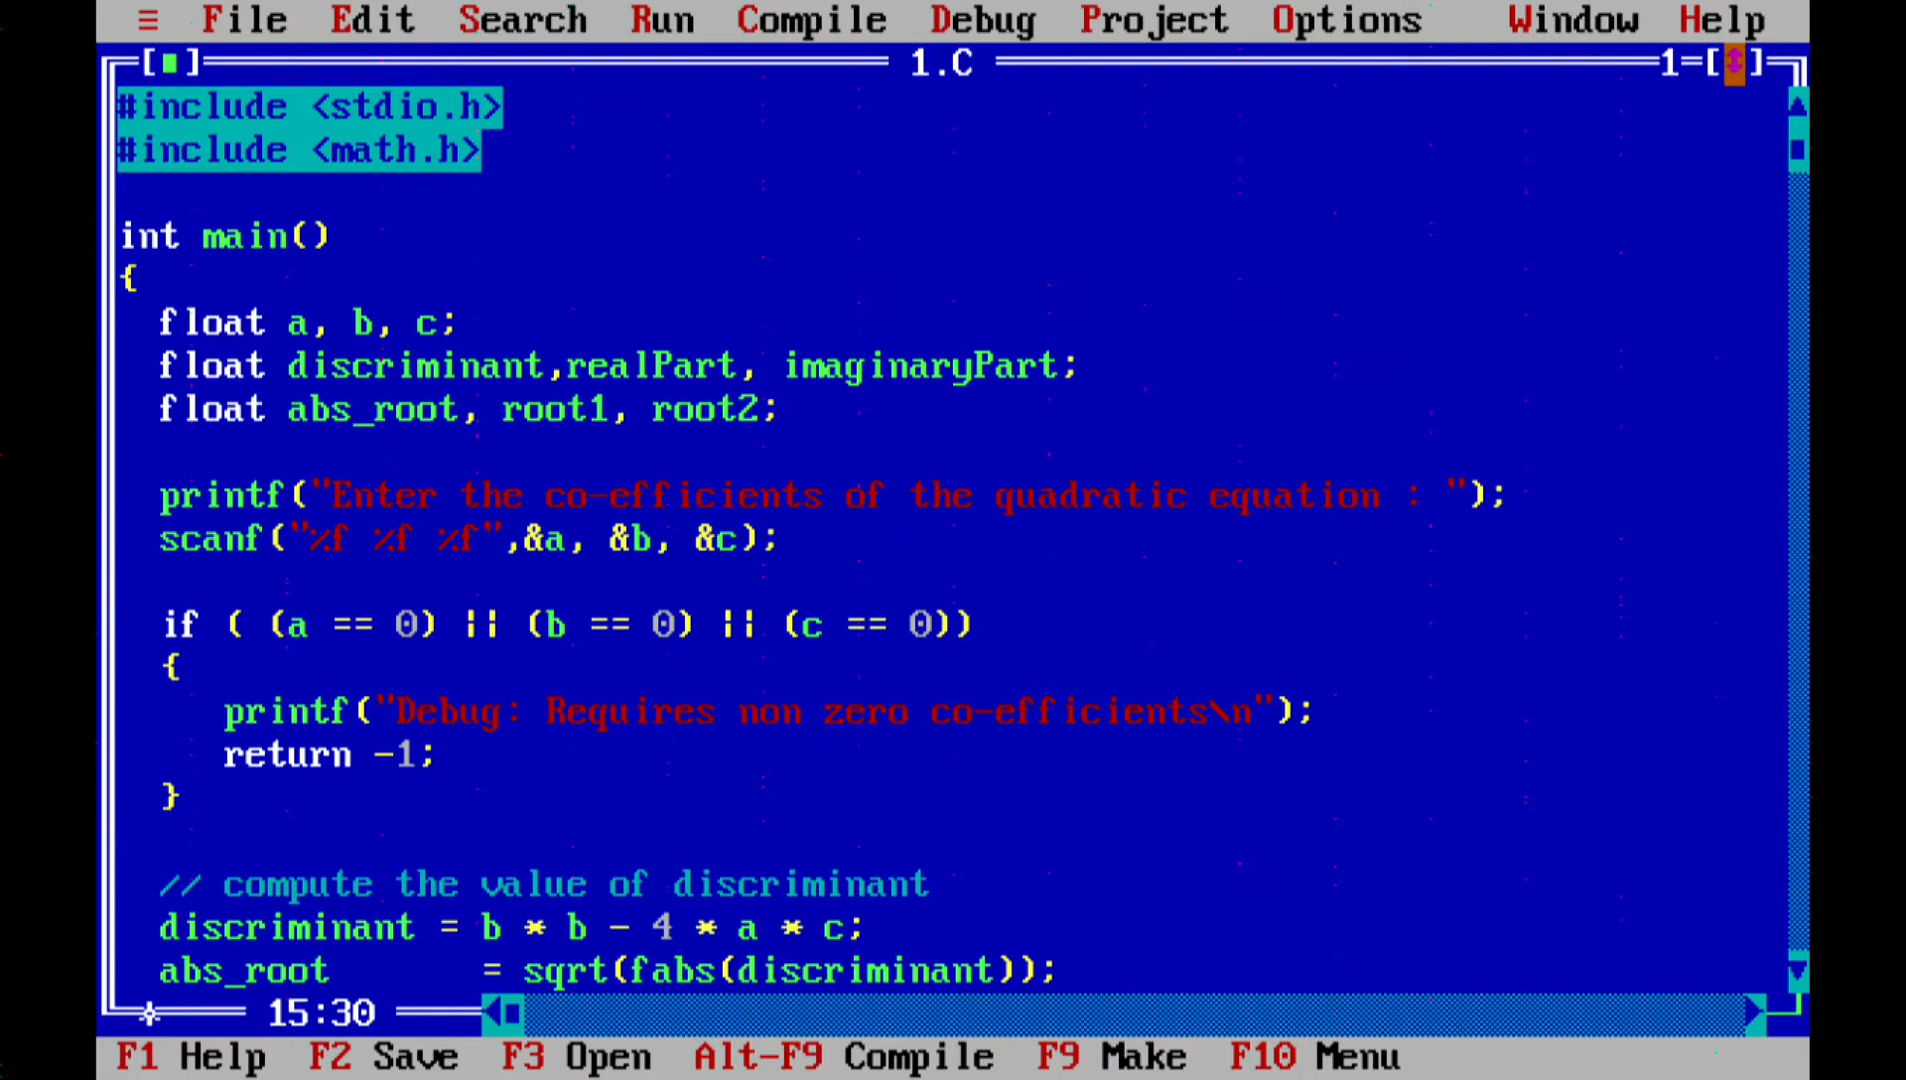 ≡ File Edit Search Run Compile Debug Project Options Window Help
[■] 1.C 1=[↕]
#include <stdio.h>
#include <math.h>
int main()
{
float a, b, c;
float discriminant,realPart, imaginaryPart;
float abs_root, root1, root2;
printf("Enter the co-efficients of the quadratic equation : ");
scanf("%f %f %f",&a, &b, &c);
if ( (a == 0) || (b == 0) || (c == 0))
{
printf("Debug: Requires non zero co-efficients\n");
return -1;
}
// compute the value of discriminant
discriminant = b * b - 4 * a * c;
abs_root = sqrt(fabs(discriminant));
15:30
F1 Help F2 Save F3 Open Alt-F9 Compile F9 Make F10 Menu